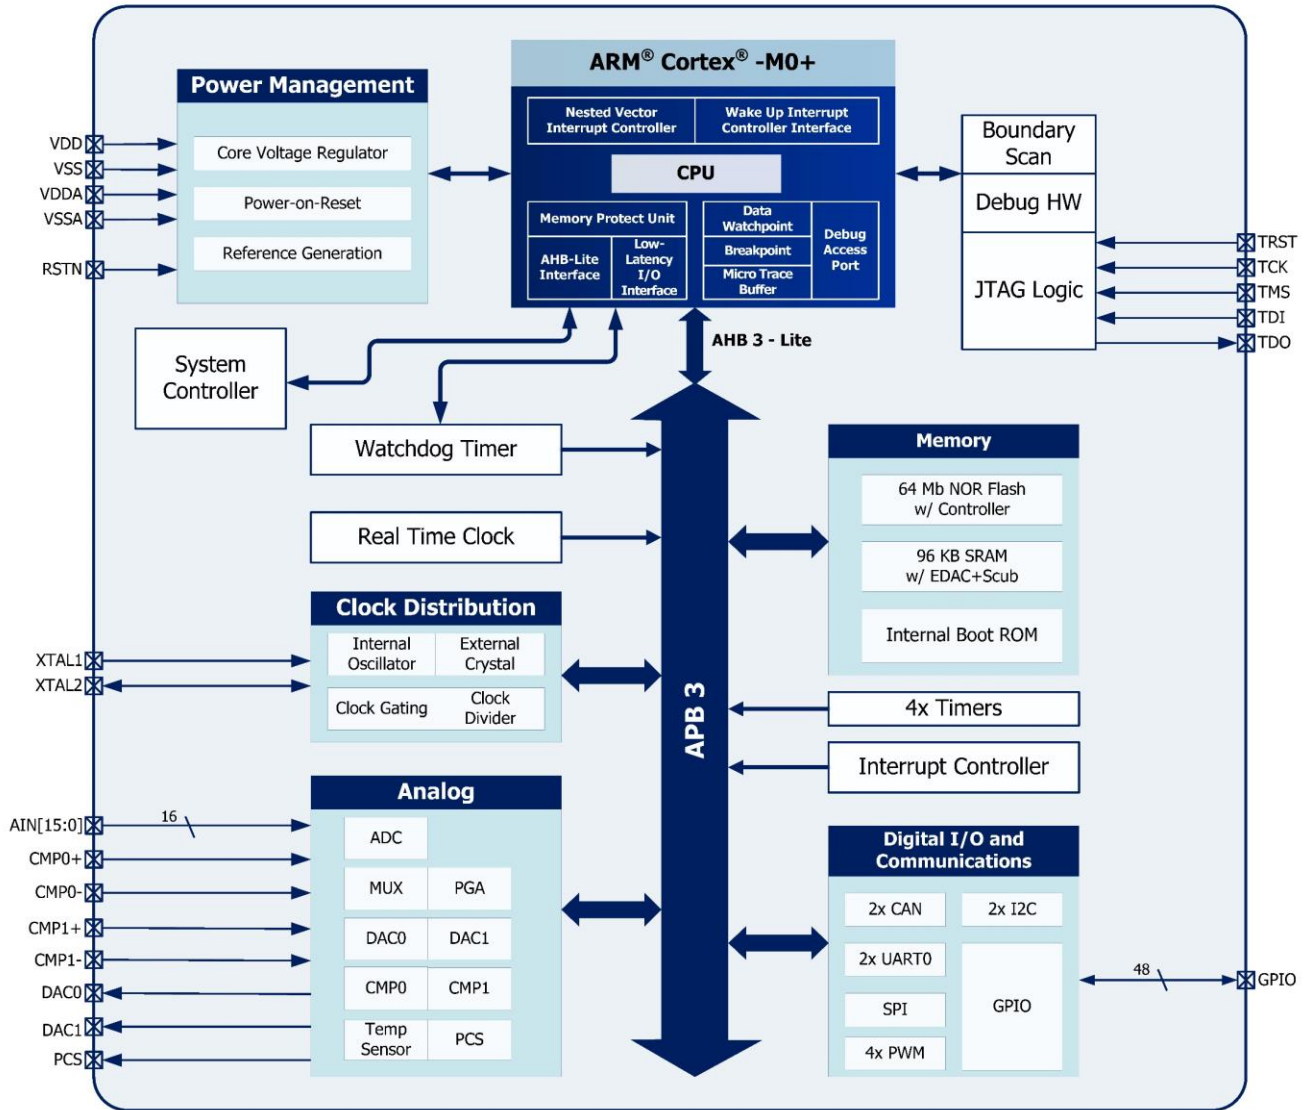 ARM® Cortex® -M0+
Nested Vector
Interrupt Controller
Wake Up Interrupt
Controller Interface
CPU
Memory Protect Unit
AHB-Lite
Interface
Low-
Latency
I/O
Interface
Data
Watchpoint
Breakpoint
Micro Trace
Buffer
Debug
Access
Port
Power Management
Core Voltage Regulator
Power-on-Reset
Reference Generation
VDD
VSS
VDDA
VSSA
RSTN
Boundary
Scan
Debug HW
JTAG Logic
TRST
TCK
TMS
TDI
TDO
System
Controller
AHB 3 - Lite
Watchdog Timer
Real Time Clock
Memory
64 Mb NOR Flash
w/ Controller
96 KB SRAM
w/ EDAC+Scub
Internal Boot ROM
Clock Distribution
Internal
Oscillator
External
Crystal
Clock Gating
Clock
Divider
XTAL1
XTAL2
APB 3
4x Timers
Interrupt Controller
Analog
ADC
MUX
PGA
DAC0
DAC1
CMP0
CMP1
Temp
Sensor
PCS
AIN[15:0]
16
CMP0+
CMP0-
CMP1+
CMP1-
DAC0
DAC1
PCS
Digital I/O and
Communications
2x CAN
2x I2C
2x UART0
SPI
GPIO
4x PWM
48
GPIO